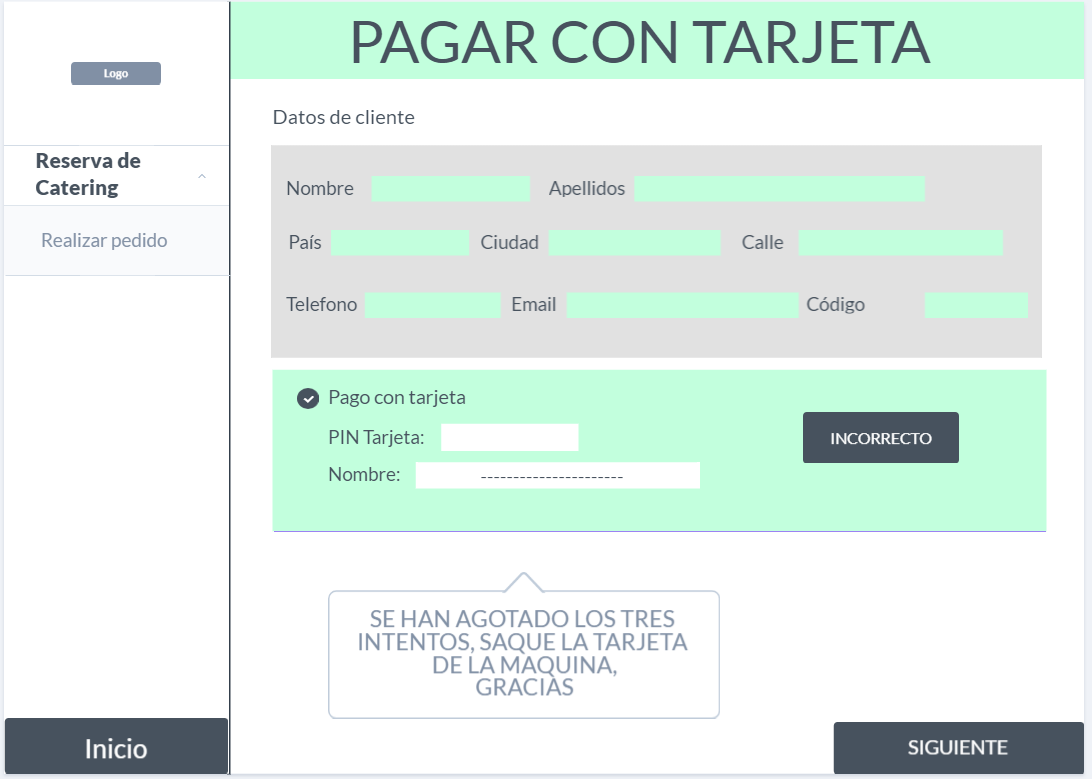 Logo
Reserva de
Catering
Realizar pedido
Inicio
PAGAR CON TARJETA
Datos de cliente
Nombre Apellidos
País Ciudad Calle
Telefono Email Código
Pago con tarjeta
PIN Tarjeta:
INCORRECTO
Nombre: ----------------------
SE HAN AGOTADO LOS TRES
INTENTOS, SAQUE LA TARJETA
DE LA MAQUINA,
GRACIAS
SIGUIENTE